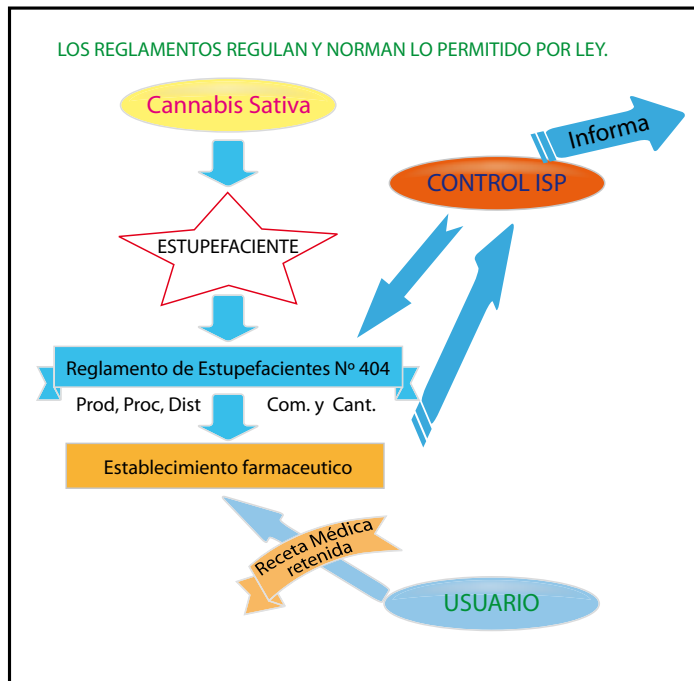 LOS REGLAMENTOS REGULAN Y NORMAN LO PERMITIDO POR LEY.
Cannabis Sativa
Informa
CONTROL ISP
ESTUPEFACIENTE
Reglamento de Estupefacientes Nº 404
Prod, Proc, Dist Com. y Cant.
Establecimiento farmaceutico
Receta Médica
retenida
USUARIO